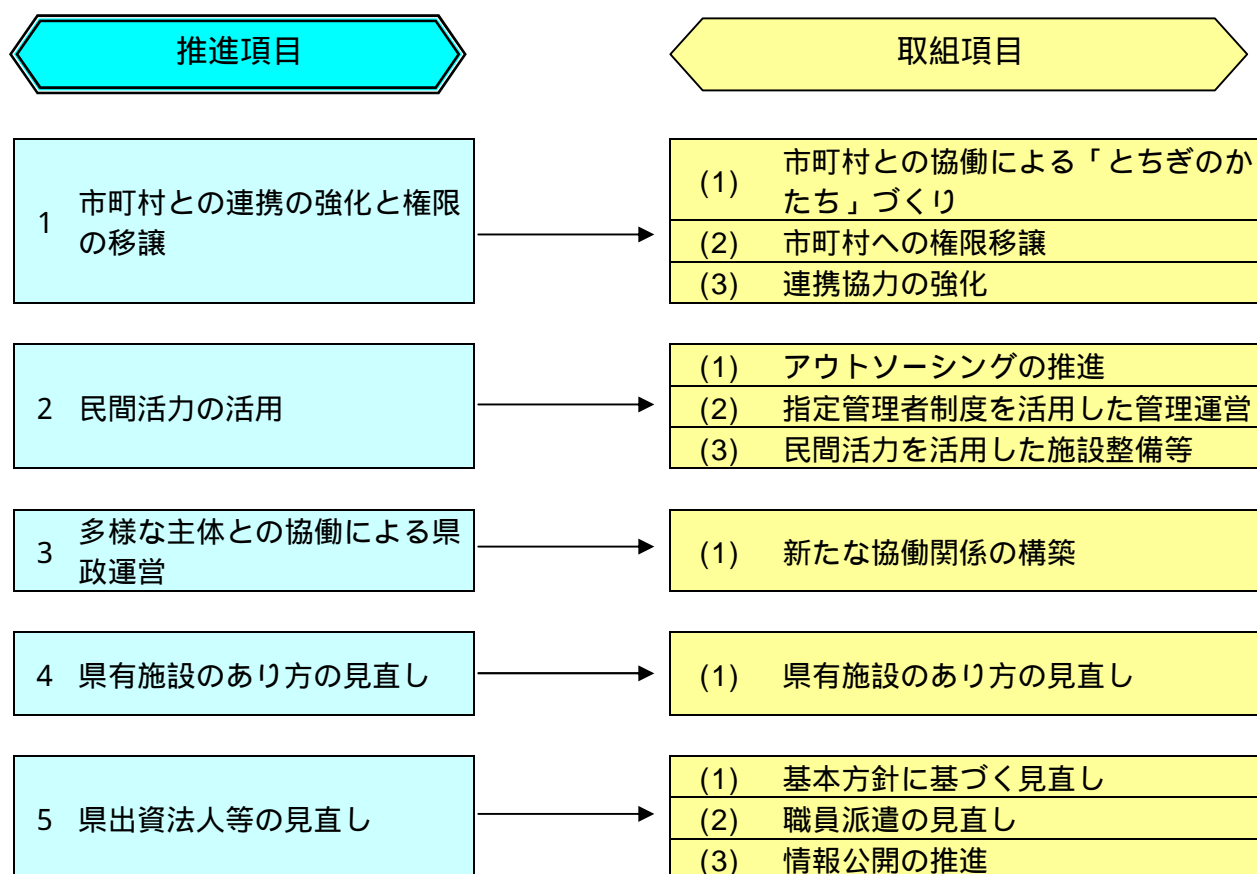 推進項目
取組項目
1 市町村との連携の強化と権限
の移譲
(1) 市町村との協働による「とちぎのか
たち」づくり
(2) 市町村への権限移譲
(3) 連携協力の強化
2 民間活力の活用
(1) アウトソーシングの推進
(2) 指定管理者制度を活用した管理運営
(3) 民間活力を活用した施設整備等
3 多様な主体との協働による県
政運営
(1) 新たな協働関係の構築
4 県有施設のあり方の見直し
(1) 県有施設のあり方の見直し
5 県出資法人等の見直し
(1) 基本方針に基づく見直し
(2) 職員派遣の見直し
(3) 情報公開の推進